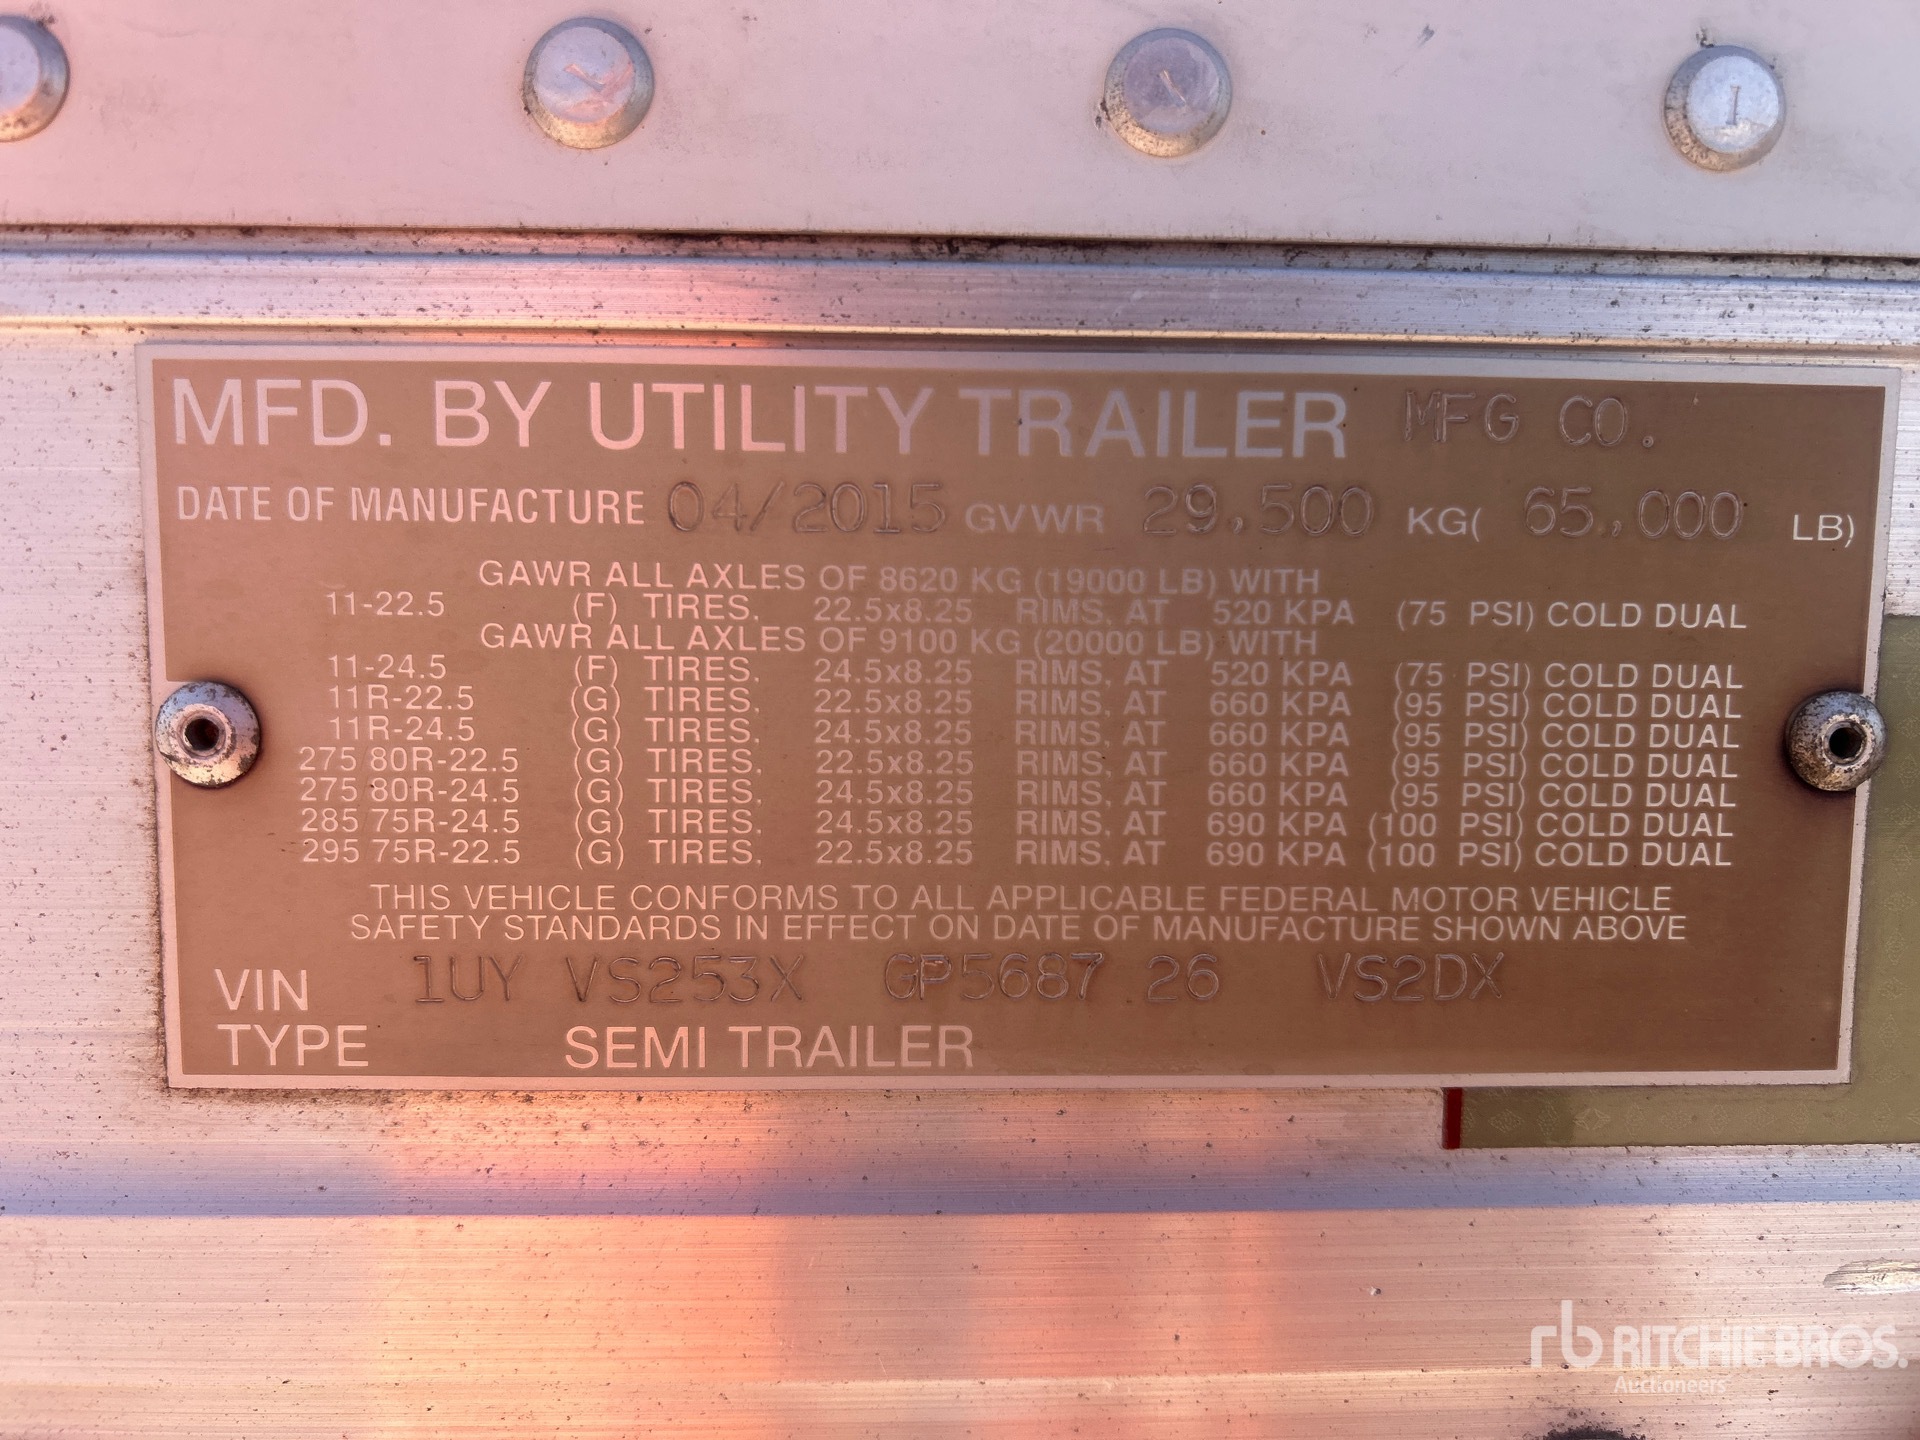 MFD. BY UTILITY TRAILER MFG CO.
DATE OF MANUFACTURE 04/2015 GVWR 29,500 KG( 65,000 LB)
GAWR ALL AXLES OF 8620 KG (19000 LB) WITH
11-22.5 (F) TIRES. 22.5x8.25 RIMS. AT 520 KPA (75 PSI) COLD DUAL
GAWR ALL AXLES OF 9100 KG (20000 LB) WITH
11-24.5 (F) TIRES. 24.5x8.25 RIMS. AT 520 KPA (75 PSI) COLD DUAL
11R-22.5 (G) TIRES. 22.5x8.25 RIMS. AT 660 KPA (95 PSI) COLD DUAL
11R-24.5 (G) TIRES. 24.5x8.25 RIMS. AT 660 KPA (95 PSI) COLD DUAL
275 80R-22.5 (G) TIRES. 22.5x8.25 RIMS. AT 660 KPA (95 PSI) COLD DUAL
275 80R-24.5 (G) TIRES. 24.5x8.25 RIMS. AT 660 KPA (95 PSI) COLD DUAL
285 75R-24.5 (G) TIRES. 24.5x8.25 RIMS. AT 690 KPA (100 PSI) COLD DUAL
295 75R-22.5 (G) TIRES. 22.5x8.25 RIMS. AT 690 KPA (100 PSI) COLD DUAL
THIS VEHICLE CONFORMS TO ALL APPLICABLE FEDERAL MOTOR VEHICLE
SAFETY STANDARDS IN EFFECT ON DATE OF MANUFACTURE SHOWN ABOVE
VIN 1UY VS253X GP5687 26 VS2DX
TYPE SEMI TRAILER
rb RITCHIE BROS.
Auctioneers